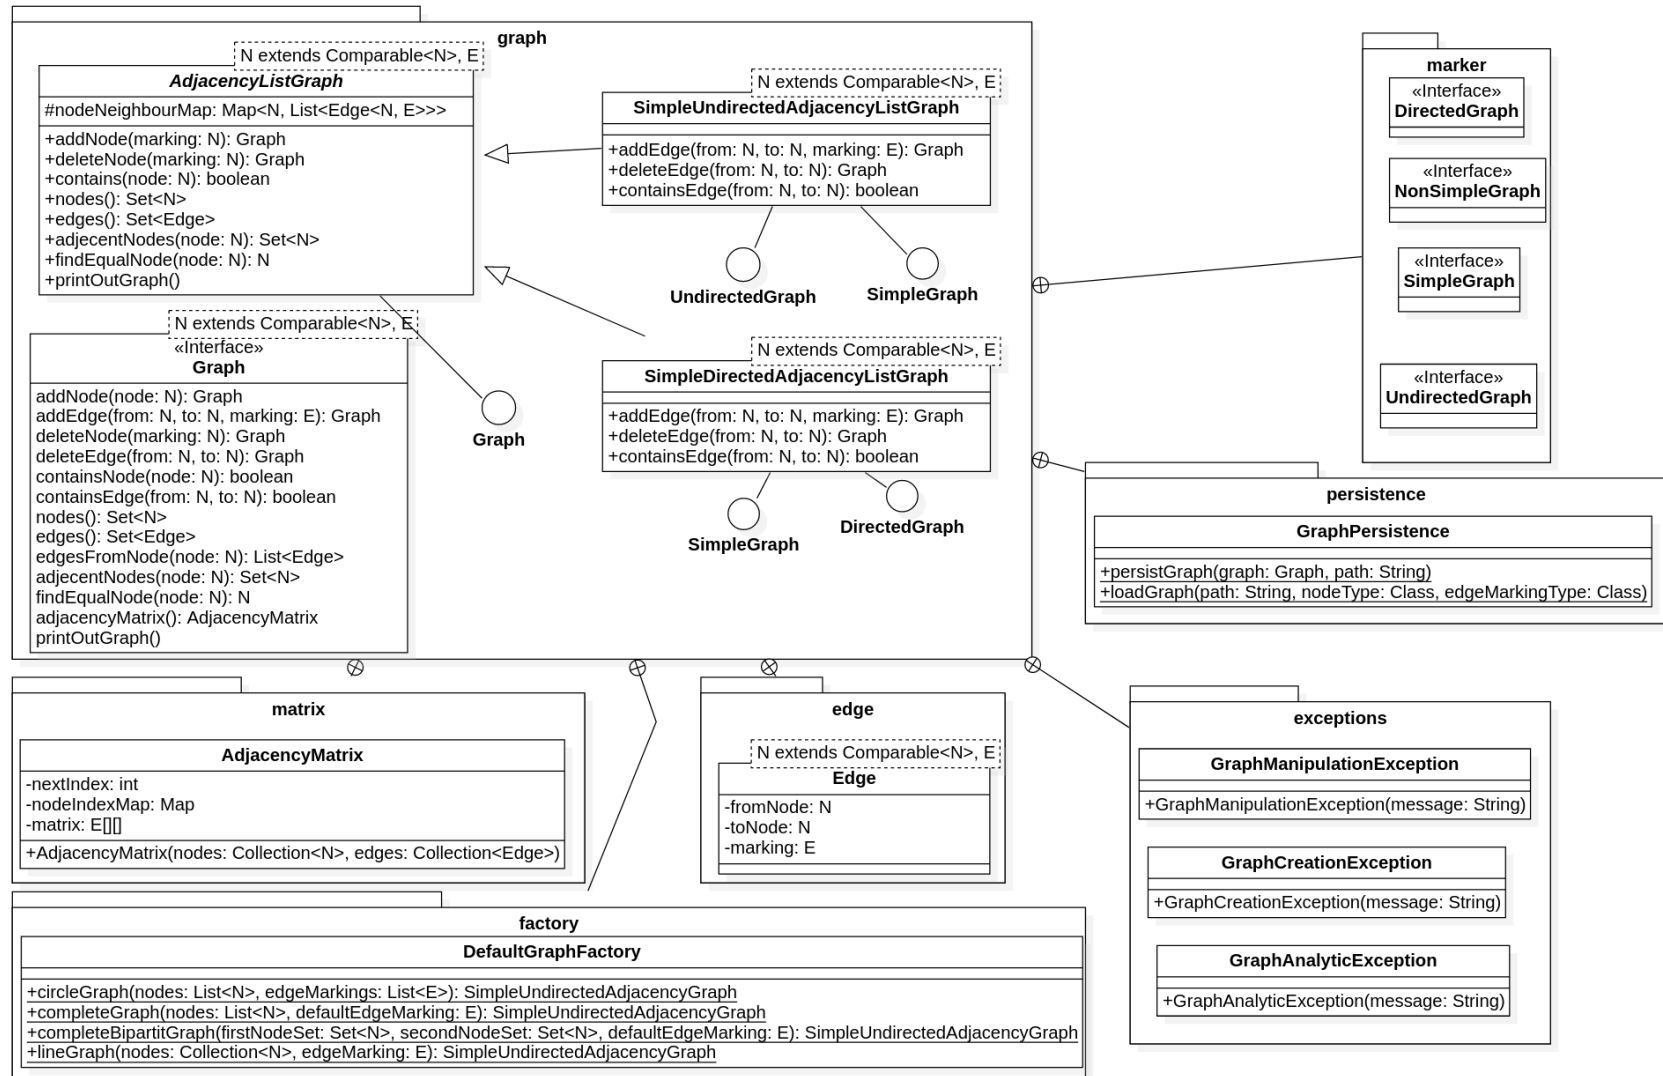 graph
N extends Comparable<N>, E
AdjacencyListGraph
#nodeNeighbourMap: Map<N, List<Edge<N, E>>>
+addNode(marking: N): Graph
+deleteNode(marking: N): Graph
+contains(node: N): boolean
+nodes(): Set<N>
+edges(): Set<Edge>
+adjecentNodes(node: N): Set<N>
+findEqualNode(node: N): N
+printOutGraph()
N extends Comparable<N>, E
SimpleUndirectedAdjacencyListGraph
+addEdge(from: N, to: N, marking: E): Graph
+deleteEdge(from: N, to: N): Graph
+containsEdge(from: N, to: N): boolean
UndirectedGraph
SimpleGraph
N extends Comparable<N>, E
«Interface»
Graph
addNode(node: N): Graph
addEdge(from: N, to: N, marking: E): Graph
deleteNode(marking: N): Graph
deleteEdge(from: N, to: N): Graph
containsNode(node: N): boolean
containsEdge(from: N, to: N): boolean
nodes(): Set<N>
edges(): Set<Edge>
edgesFromNode(node: N): List<Edge>
adjecentNodes(node: N): Set<N>
findEqualNode(node: N): N
adjacencyMatrix(): AdjacencyMatrix
printOutGraph()
Graph
N extends Comparable<N>, E
SimpleDirectedAdjacencyListGraph
+addEdge(from: N, to: N, marking: E): Graph
+deleteEdge(from: N, to: N): Graph
+containsEdge(from: N, to: N): boolean
SimpleGraph
DirectedGraph
marker
«Interface»
DirectedGraph
«Interface»
NonSimpleGraph
«Interface»
SimpleGraph
«Interface»
UndirectedGraph
persistence
GraphPersistence
+persistGraph(graph: Graph, path: String)
+loadGraph(path: String, nodeType: Class, edgeMarkingType: Class)
matrix
AdjacencyMatrix
-nextIndex: int
-nodeIndexMap: Map
-matrix: E[][]
+AdjacencyMatrix(nodes: Collection<N>, edges: Collection<Edge>)
edge
N extends Comparable<N>, E
Edge
-fromNode: N
-toNode: N
-marking: E
exceptions
GraphManipulationException
+GraphManipulationException(message: String)
GraphCreationException
+GraphCreationException(message: String)
GraphAnalyticException
+GraphAnalyticException(message: String)
factory
DefaultGraphFactory
+circleGraph(nodes: List<N>, edgeMarkings: List<E>): SimpleUndirectedAdjacencyGraph
+completeGraph(nodes: List<N>, defaultEdgeMarking: E): SimpleUndirectedAdjacencyGraph
+completeBipartitGraph(firstNodeSet: Set<N>, secondNodeSet: Set<N>, defaultEdgeMarking: E): SimpleUndirectedAdjacencyGraph
+lineGraph(nodes: Collection<N>, edgeMarking: E): SimpleUndirectedAdjacencyGraph